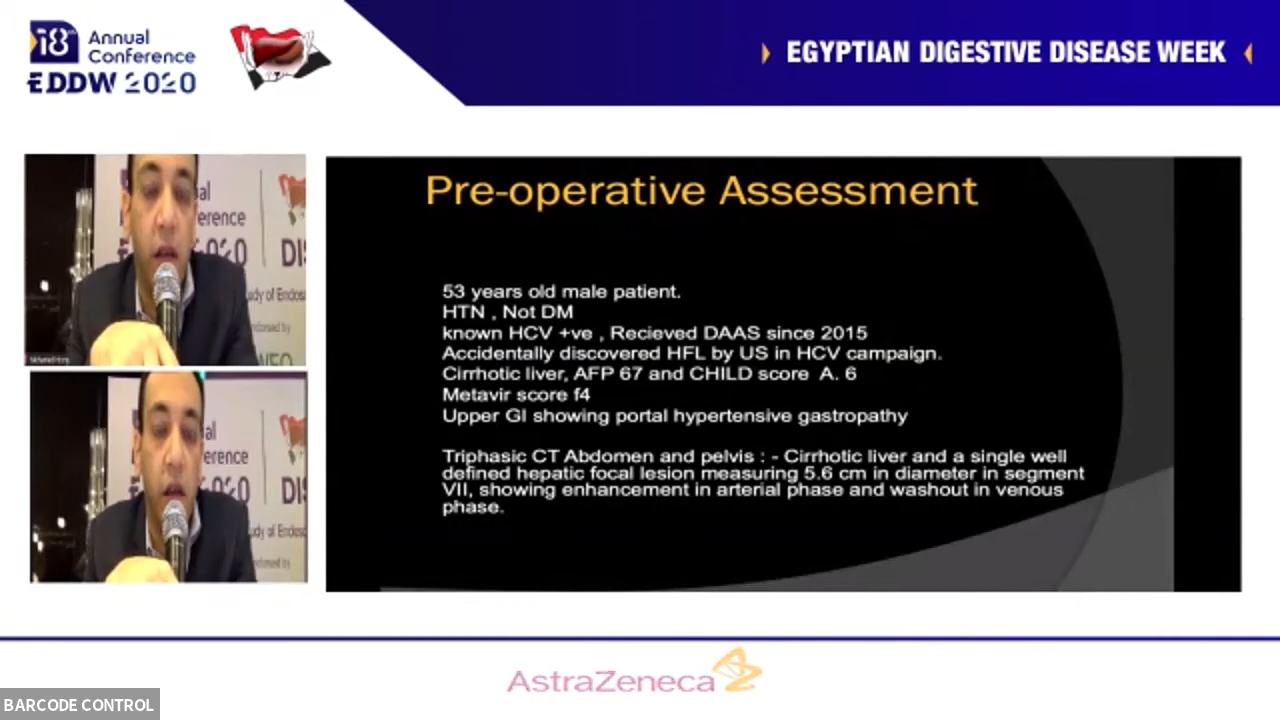 18
Annual
Conference
EDDW 2020
EGYPTIAN DIGESTIVE DISEASE WEEK
Pre-operative Assessment
53 years old male patient.
HTN , Not DM
known HCV +ve , Recieved DAAS since 2015
Accidentally discovered HFL by US in HCV campaign.
Cirrhotic liver, AFP 67 and CHILD score A. 6
Metavir score f4
Upper GI showing portal hypertensive gastropathy
Triphasic CT Abdomen and pelvis : - Cirrhotic liver and a single well
defined hepatic focal lesion measuring 5.6 cm in diameter in segment
VII, showing enhancement in arterial phase and washout in venous
phase.
AstraZeneca
BARCODE CONTROL